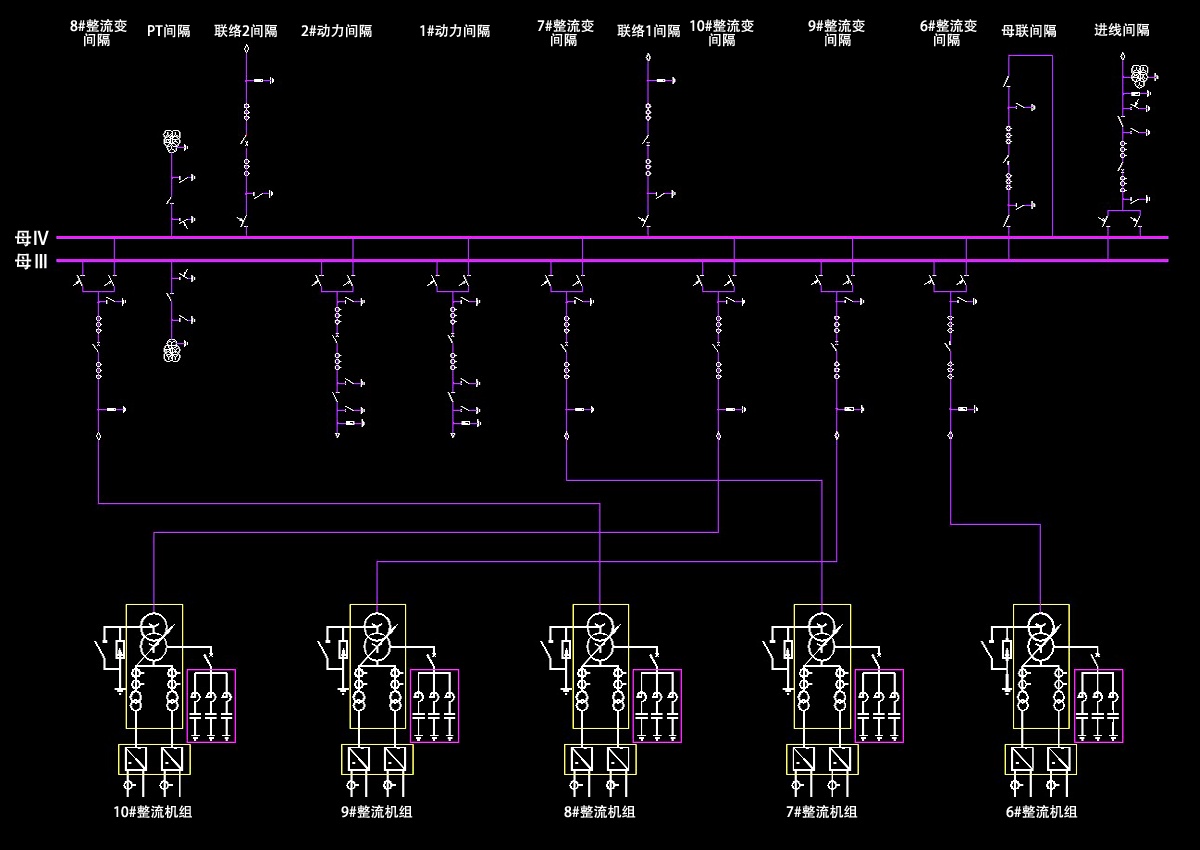 8#整流变
间隔
PT间隔
联络2间隔
2#动力间隔
1#动力间隔
7#整流变
间隔
联络1间隔
10#整流变
间隔
9#整流变
间隔
6#整流变
间隔
母联间隔
进线间隔
母IV
母III
10#整流机组
9#整流机组
8#整流机组
7#整流机组
6#整流机组